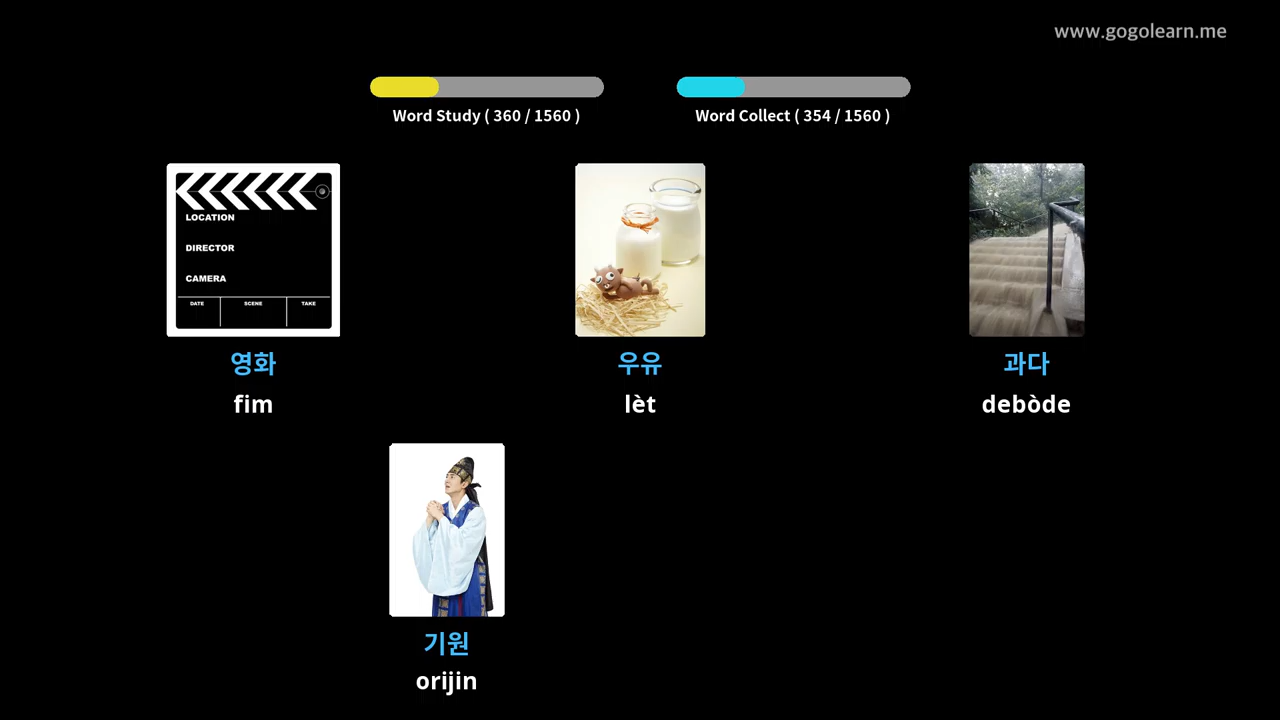 www.gogolearn.me
Word Study ( 360 / 1560 )
Word Collect ( 354 / 1560 )
LOCATION
DIRECTOR
CAMERA
DATE SCENE TAKE
영화
fim
우유
lèt
과다
debòde
기원
orijin